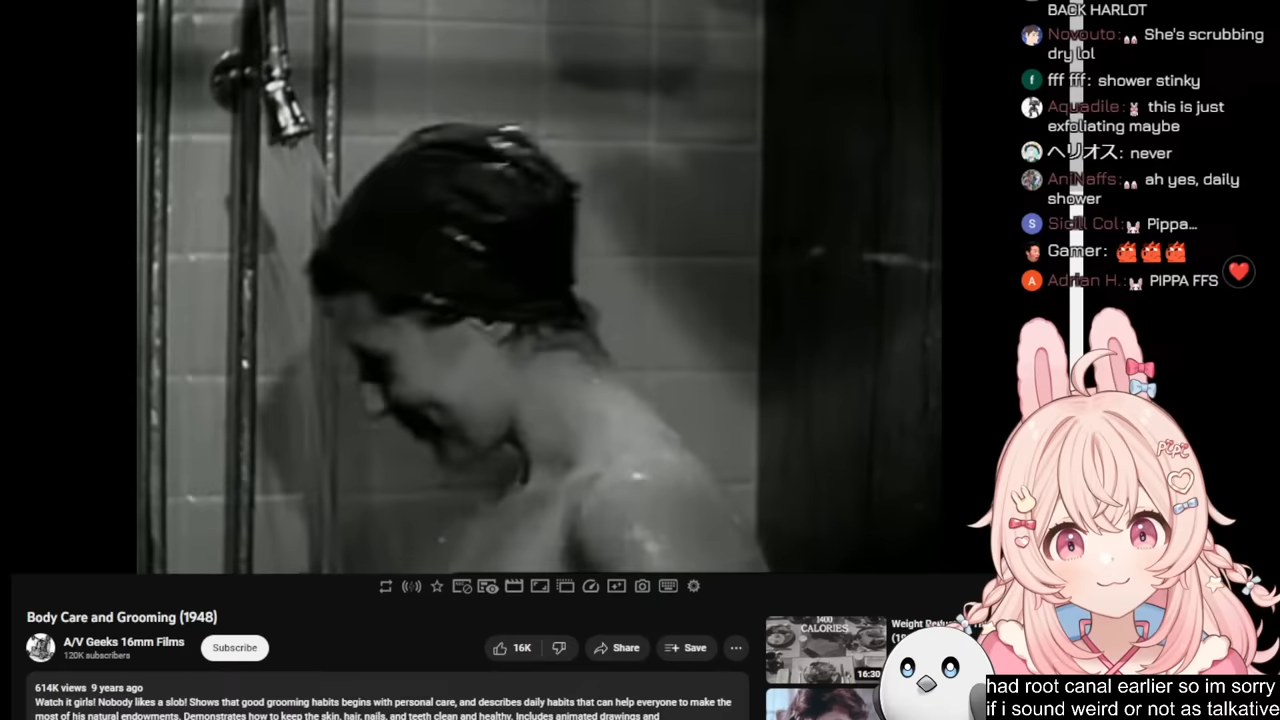 BACK HARLOT
Novouto: She's scrubbing
dry lol
f
fff fff: shower stinky
Aquadile: this is just
exfoliating maybe
ヘリオス: never
AniNaffs: ah yes, daily
shower
S
Pippa...
Gamer:
A
Adrian H.: PIPPA FFS
Pipi
Body Care and Grooming (1948)
A/V Geeks 16mm Films
120K subscribers
Subscribe
16K
Share
Save
614K views 9 years ago
Watch it girls! Nobody likes a slob! Shows that good grooming habits begins with personal care, and describes daily habits that can help everyone to make the
most of his natural endowments. Demonstrates how to keep the skin, hair, nails, and teeth clean and healthy. Includes animated drawings and
1400
CALORIES
16:30
Weight
had root canal earlier so im sorry
if i sound weird or not as talkative